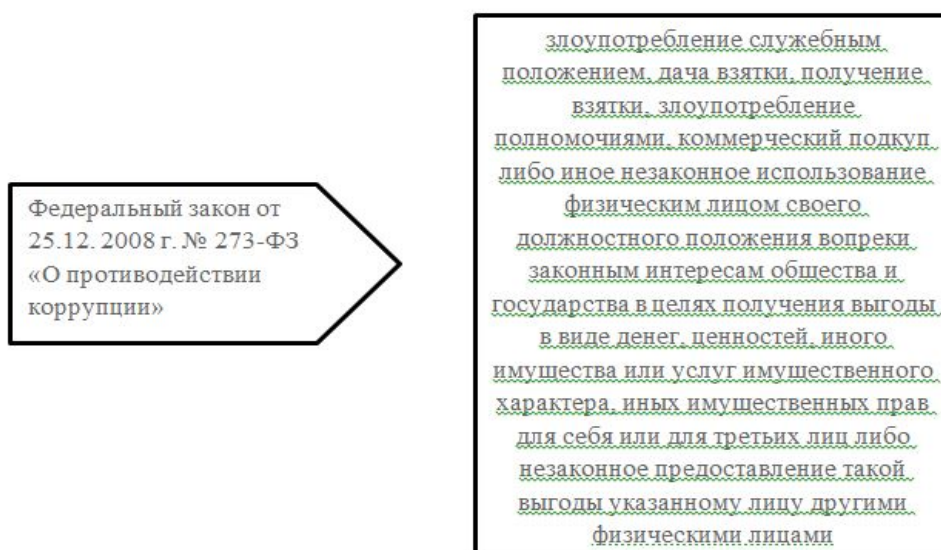 Федеральный закон от
25.12. 2008 г. № 273-ФЗ
«О противодействии
коррупции»
злоупотребление служебным
положением, дача взятки, получение
взятки, злоупотребление
полномочиями, коммерческий подкуп
либо иное незаконное использование
физическим лицом своего
должностного положения вопреки
законным интересам общества и
государства в целях получения выгоды
в виде денег, ценностей, иного
имущества или услуг имущественного
характера, иных имущественных прав
для себя или для третьих лиц либо
незаконное предоставление такой
выгоды указанному лицу другими
физическими лицами